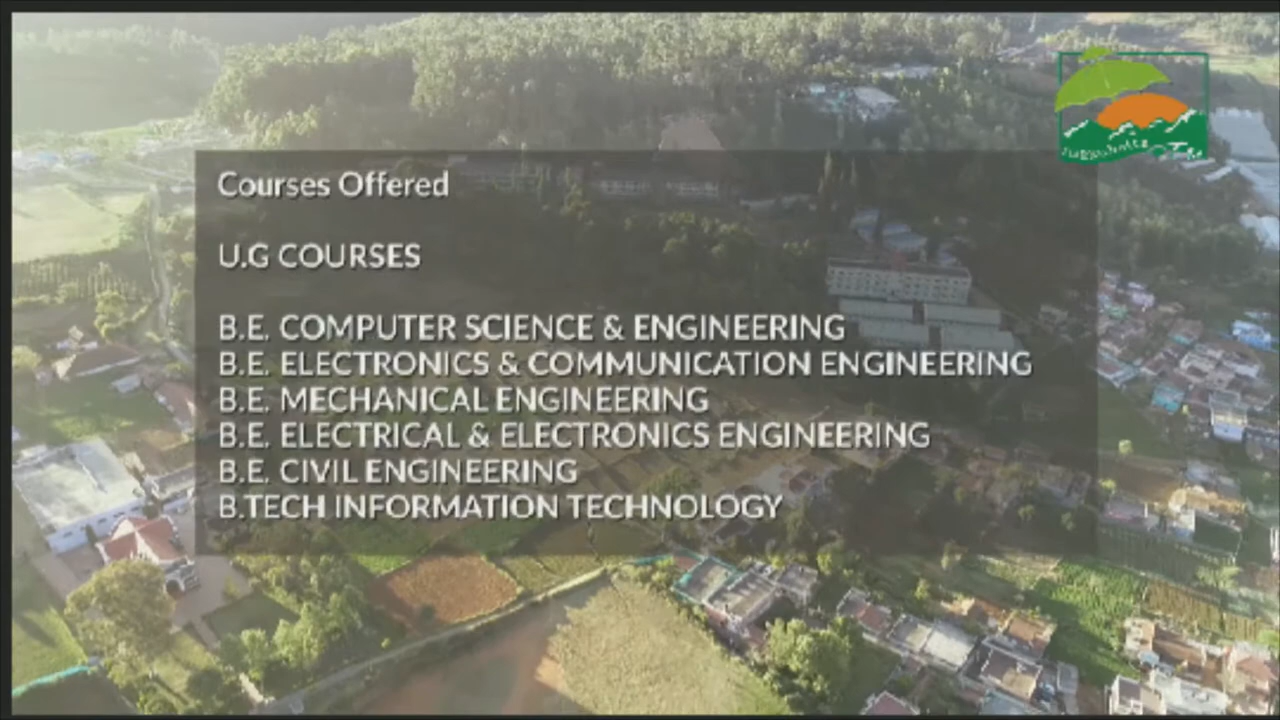 Courses Offered
U.G COURSES
B.E. COMPUTER SCIENCE & ENGINEERING
B.E. ELECTRONICS & COMMUNICATION ENGINEERING
B.E. MECHANICAL ENGINEERING
B.E. ELECTRICAL & ELECTRONICS ENGINEERING
B.E. CIVIL ENGINEERING
B.TECH INFORMATION TECHNOLOGY